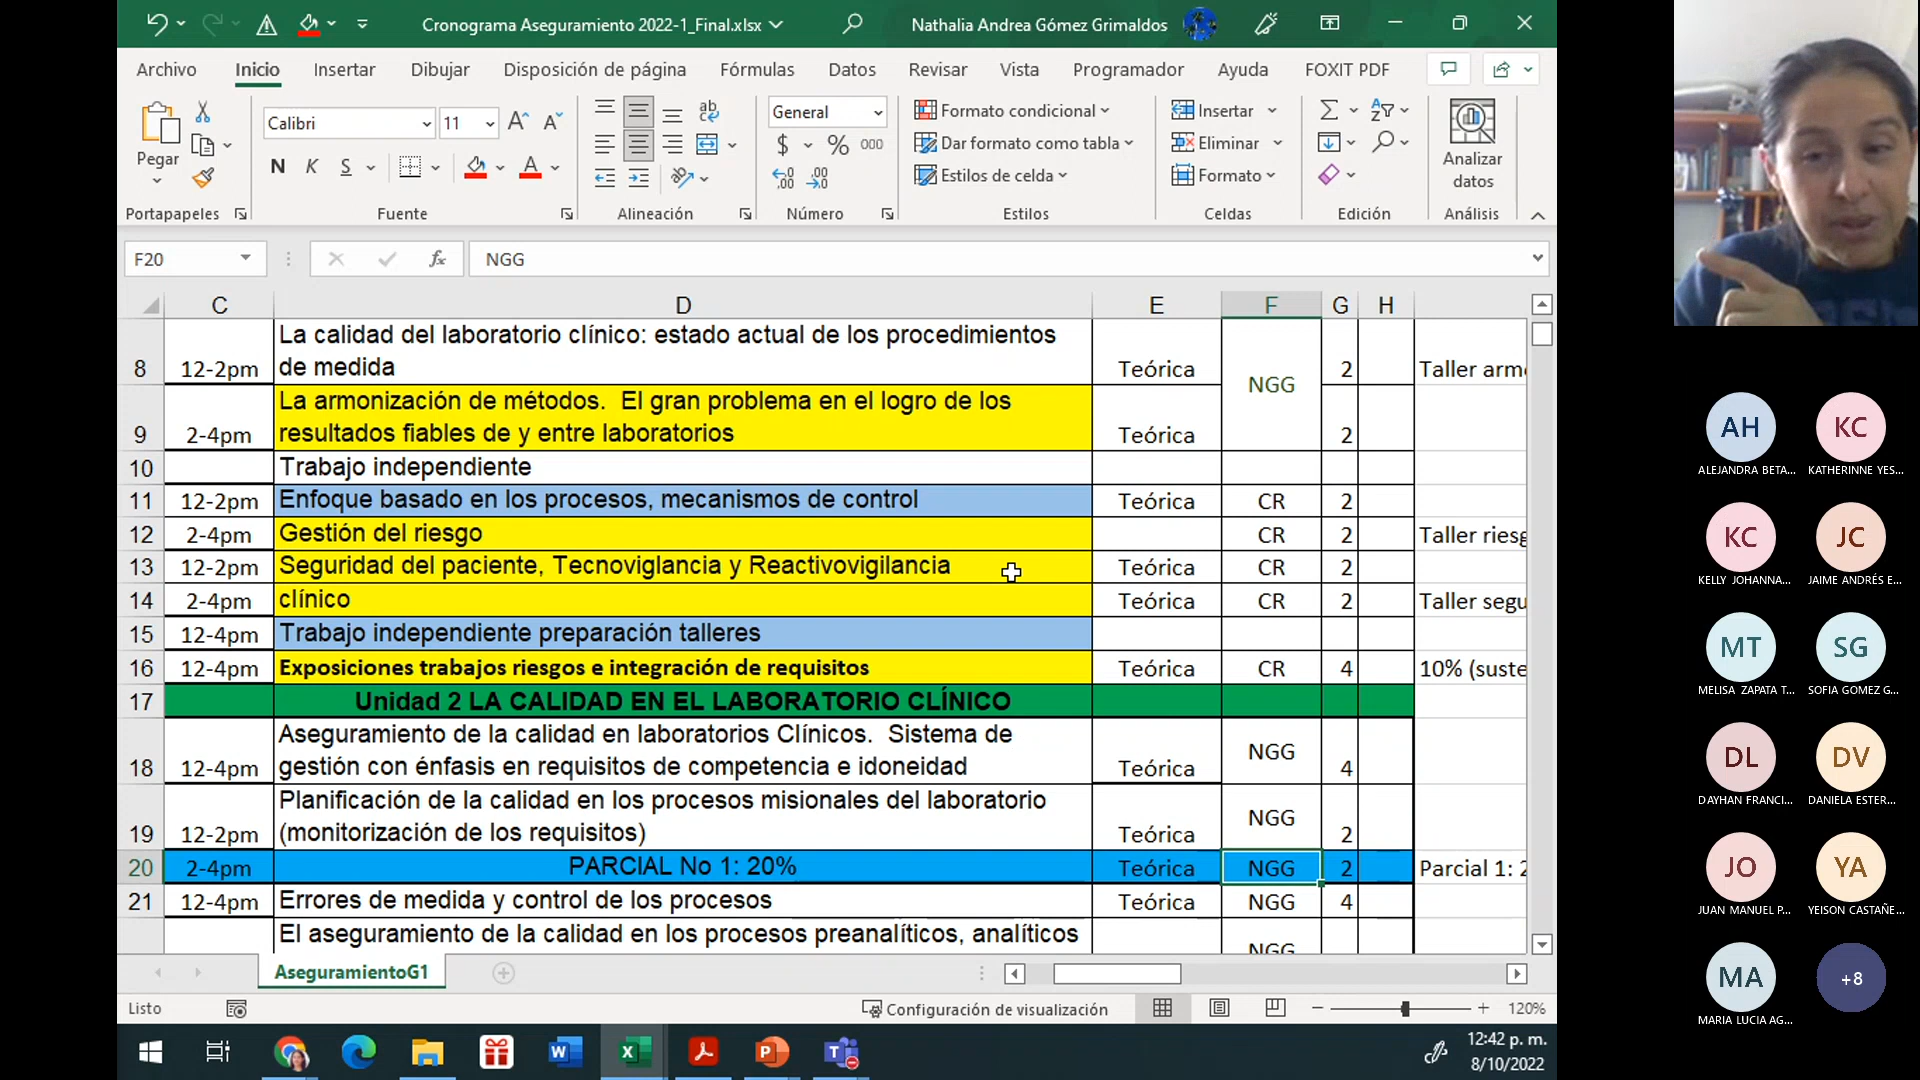 Cronograma Aseguramiento 2022-1_Final.xlsx
Nathalia Andrea Gómez Grimaldos
Archivo Inicio Insertar Dibujar Disposición de página Fórmulas Datos Revisar Vista Programador Ayuda FOXIT PDF
Pegar
Calibri 11
N K S
General
$ % 000
Formato condicional
Dar formato como tabla
Estilos de celda
Insertar
Eliminar
Formato
Analizar
datos
Portapapeles Fuente Alineación Número Estilos Celdas Edición Análisis
F20 fx NGG
C D E F G H
8 12-2pm La calidad del laboratorio clínico: estado actual de los procedimientos
de medida Teórica NGG 2 Taller arm
9 2-4pm La armonización de métodos. El gran problema en el logro de los
resultados fiables de y entre laboratorios Teórica 2
10 Trabajo independiente
11 12-2pm Enfoque basado en los procesos, mecanismos de control Teórica CR 2
12 2-4pm Gestión del riesgo CR 2 Taller riesg
13 12-2pm Seguridad del paciente, Tecnoviglancia y Reactivovigilancia Teórica CR 2
14 2-4pm clínico Teórica CR 2 Taller segu
15 12-4pm Trabajo independiente preparación talleres
16 12-4pm Exposiciones trabajos riesgos e integración de requisitos Teórica CR 4 10% (suste
17 Unidad 2 LA CALIDAD EN EL LABORATORIO CLÍNICO
18 12-4pm Aseguramiento de la calidad en laboratorios Clínicos. Sistema de
gestión con énfasis en requisitos de competencia e idoneidad Teórica NGG 4
19 12-2pm Planificación de la calidad en los procesos misionales del laboratorio
(monitorización de los requisitos) Teórica NGG 2
20 2-4pm PARCIAL No 1: 20% Teórica NGG 2 Parcial 1: 2
21 12-4pm Errores de medida y control de los procesos Teórica NGG 4
El aseguramiento de la calidad en los procesos preanalíticos, analíticos NGG
AseguramientoG1
Listo Configuración de visualización 120%
12:42 p. m.
8/10/2022
AH KC
ALEJANDRA BETA... KATHERINNE YES...
KC JC
KELLY JOHANNA... JAIME ANDRÉS E...
MT SG
MELISA ZAPATA T... SOFIA GOMEZ G...
DL DV
DAYHAN FRANCI... DANIELA ESTER...
JO YA
JUAN MANUEL P... YEISON CASTAÑE...
MA +8
MARIA LUCIA AG...